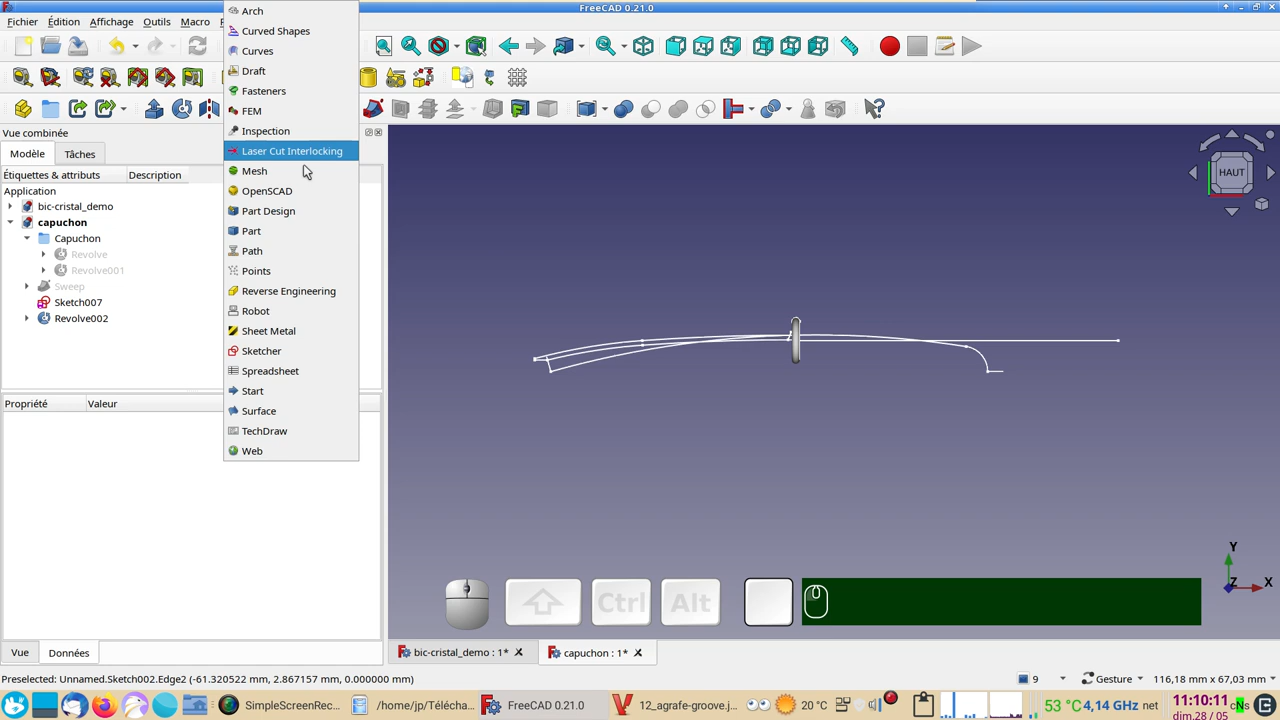 FreeCAD 0.21.0
Fichier Édition Affichage Outils Macro
Arch
Curved Shapes
Curves
Draft
Fasteners
FEM
Inspection
Laser Cut Interlocking
Mesh
OpenSCAD
Part Design
Part
Path
Points
Reverse Engineering
Robot
Sheet Metal
Sketcher
Spreadsheet
Start
Surface
TechDraw
Web
Vue combinée
Modèle Tâches
Étiquettes & attributs Description
Application
bic-cristal_demo
capuchon
Capuchon
Revolve
Revolve001
Sweep
Sketch007
Revolve002
Propriété Valeur
Vue Données
HAUT
Y
Z X
Ctrl Alt
bic-cristal_demo : 1* capuchon : 1*
Preselected: Unnamed.Sketch002.Edge2 (-61.320522 mm, 2.867157 mm, 0.000000 mm) 9 Gesture 116,18 mm x 67,03 mm
SimpleScreenRec... /home/jp/Télécha... FreeCAD 0.21.0 12_agrafe-groove.j... 20 °C 53 °C 4,14 GHz net 11:10:11 dim. 28 / 05